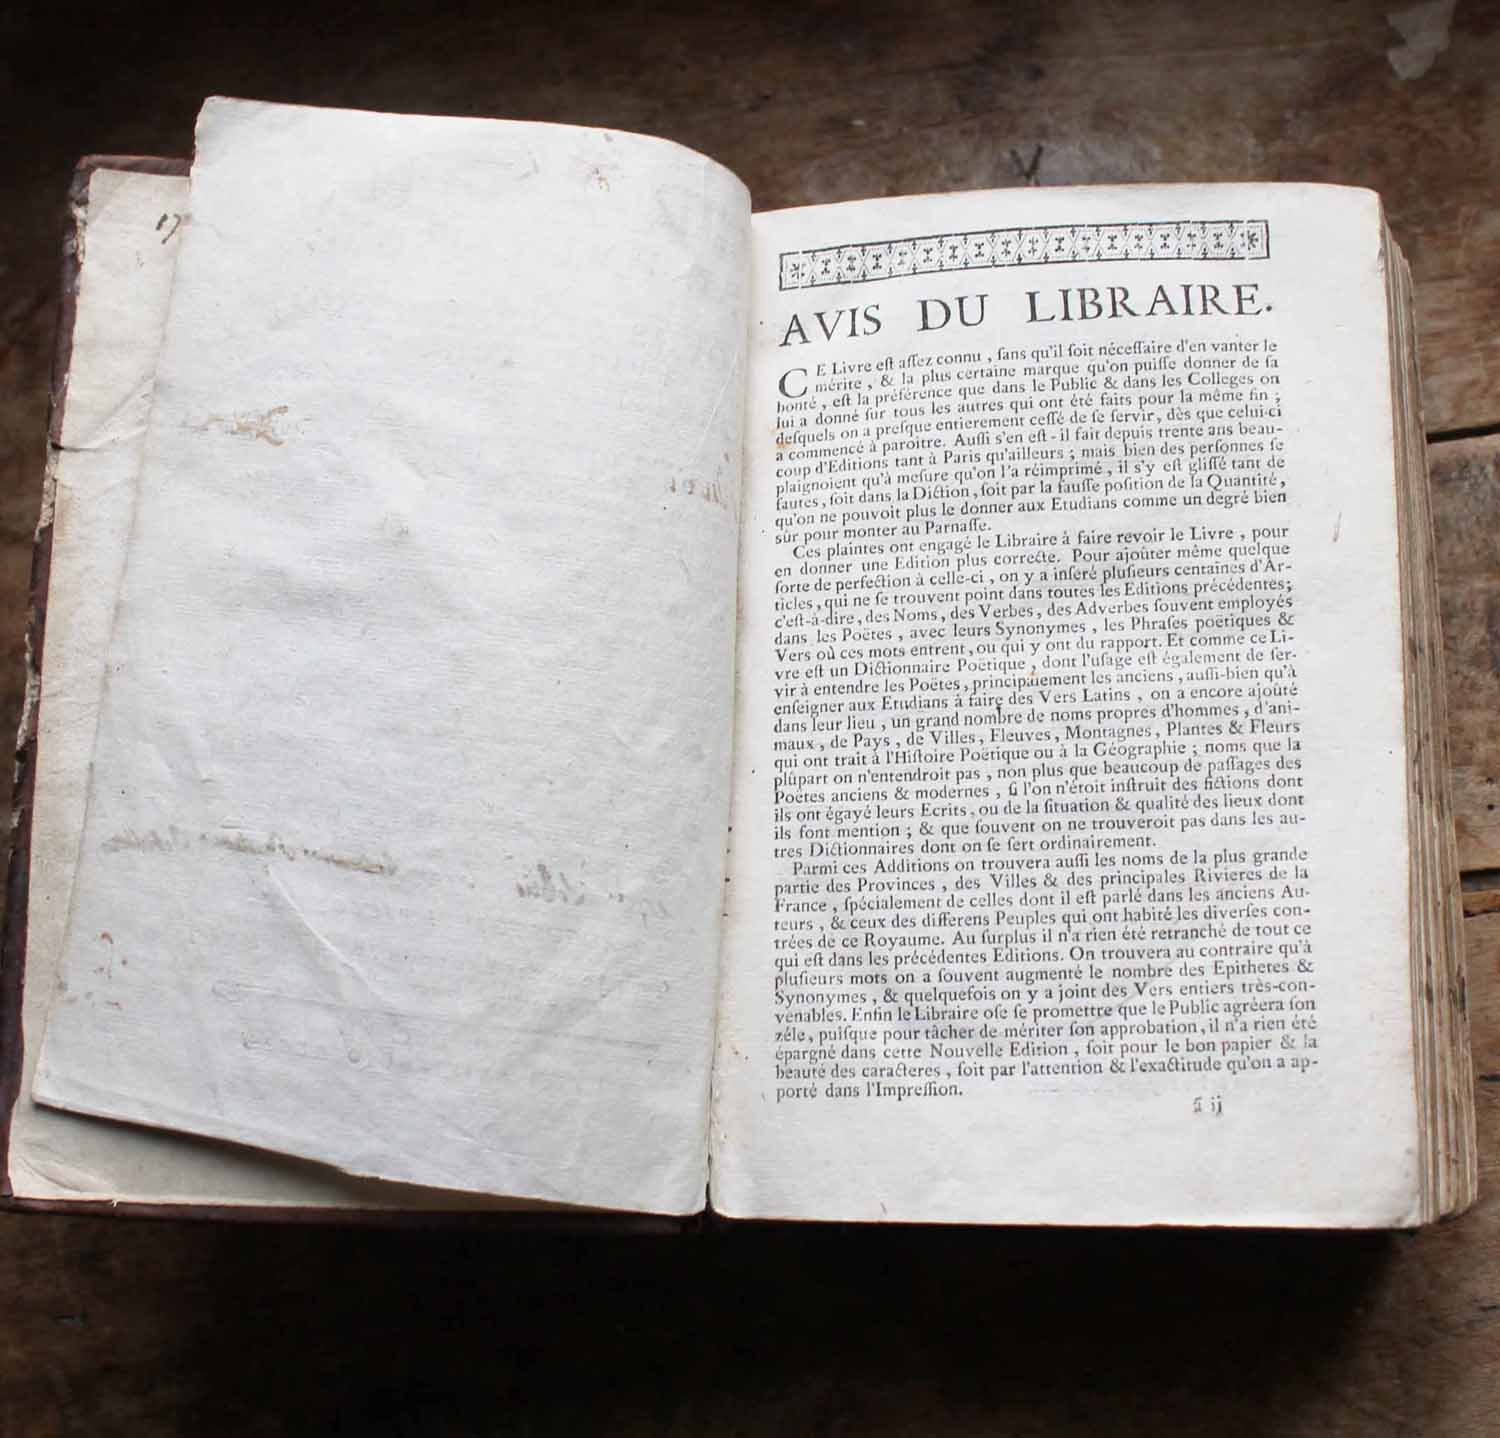 17
AVIS DU LIBRAIRE.
CE Livre eſt aſſez connu, ſans qu'il ſoit néceſſaire d'en vanter le
mérite, & la plus certaine marque qu'on puiſſe donner de ſa
bonté, eſt la préférence que dans le Public & dans les Colleges on
lui a donné ſur tous les autres qui ont été faits pour la même fin;
deſquels on a preſque entierement ceſſé de ſe ſervir, dès que celui-ci
a commencé à paroître. Auſſi s'en eſt-il fait depuis trente ans beau-
coup d'Editions tant à Paris qu'ailleurs; mais bien des perſonnes ſe
plaignoient qu'à meſure qu'on l'a réimprimé, il s'y eſt gliſſé tant de
fautes, ſoit dans la Diction, ſoit par la fauſſe poſition de la Quantité,
qu'on ne pouvoit plus le donner aux Etudians comme un degré bien
sûr pour monter au Parnaſſe.
Ces plaintes ont engagé le Libraire à faire revoir le Livre, pour
en donner une Edition plus correcte. Pour ajoûter même quelque
ſorte de perfection à celle-ci, on y a inſeré pluſieurs centaines d'Ar-
ticles, qui ne ſe trouvent point dans toutes les Editions précédentes;
c'eſt-à-dire, des Noms, des Verbes, des Adverbes ſouvent employés
dans les Poëtes, avec leurs Synonymes, les Phraſes poëtiques &
Vers où ces mots entrent, ou qui y ont du rapport. Et comme ce Li-
vre eſt un Dictionnaire Poëtique, dont l'uſage eſt également de ſer-
vir à entendre les Poëtes, principalement les anciens, auſſi-bien qu'à
enſeigner aux Etudians à faire des Vers Latins, on a encore ajoûté
dans leur lieu, un grand nombre de noms propres d'hommes, d'ani-
maux, de Pays, de Villes, Fleuves, Montagnes, Plantes & Fleurs
qui ont trait à l'Hiſtoire Poëtique ou à la Géographie; noms que la
plûpart on n'entendroit pas, non plus que beaucoup de paſſages des
Poëtes anciens & modernes, ſi l'on n'étoit inſtruit des fictions dont
ils ont égayé leurs Ecrits, ou de la ſituation & qualité des lieux dont
ils font mention; & que ſouvent on ne trouveroit pas dans les au-
tres Dictionnaires dont on ſe ſert ordinairement.
Parmi ces Additions on trouvera auſſi les noms de la plus grande
partie des Provinces, des Villes & des principales Rivieres de la
France, ſpécialement de celles dont il eſt parlé dans les anciens Au-
teurs, & ceux des differens Peuples qui ont habité les diverſes con-
trées de ce Royaume. Au ſurplus il n'a rien été retranché de tout ce
qui eſt dans les précédentes Editions. On trouvera au contraire qu'à
pluſieurs mots on a ſouvent augmenté le nombre des Epithetes &
Synonymes, & quelquefois on y a joint des Vers entiers très-con-
venables. Enfin le Libraire oſe ſe promettre que le Public agréera ſon
zéle, puiſque pour tâcher de mériter ſon approbation, il n'a rien été
épargné dans cette Nouvelle Edition, ſoit pour le bon papier & la
beauté des caracteres, ſoit par l'attention & l'exactitude qu'on a ap-
porté dans l'Impreſſion.
ã ij